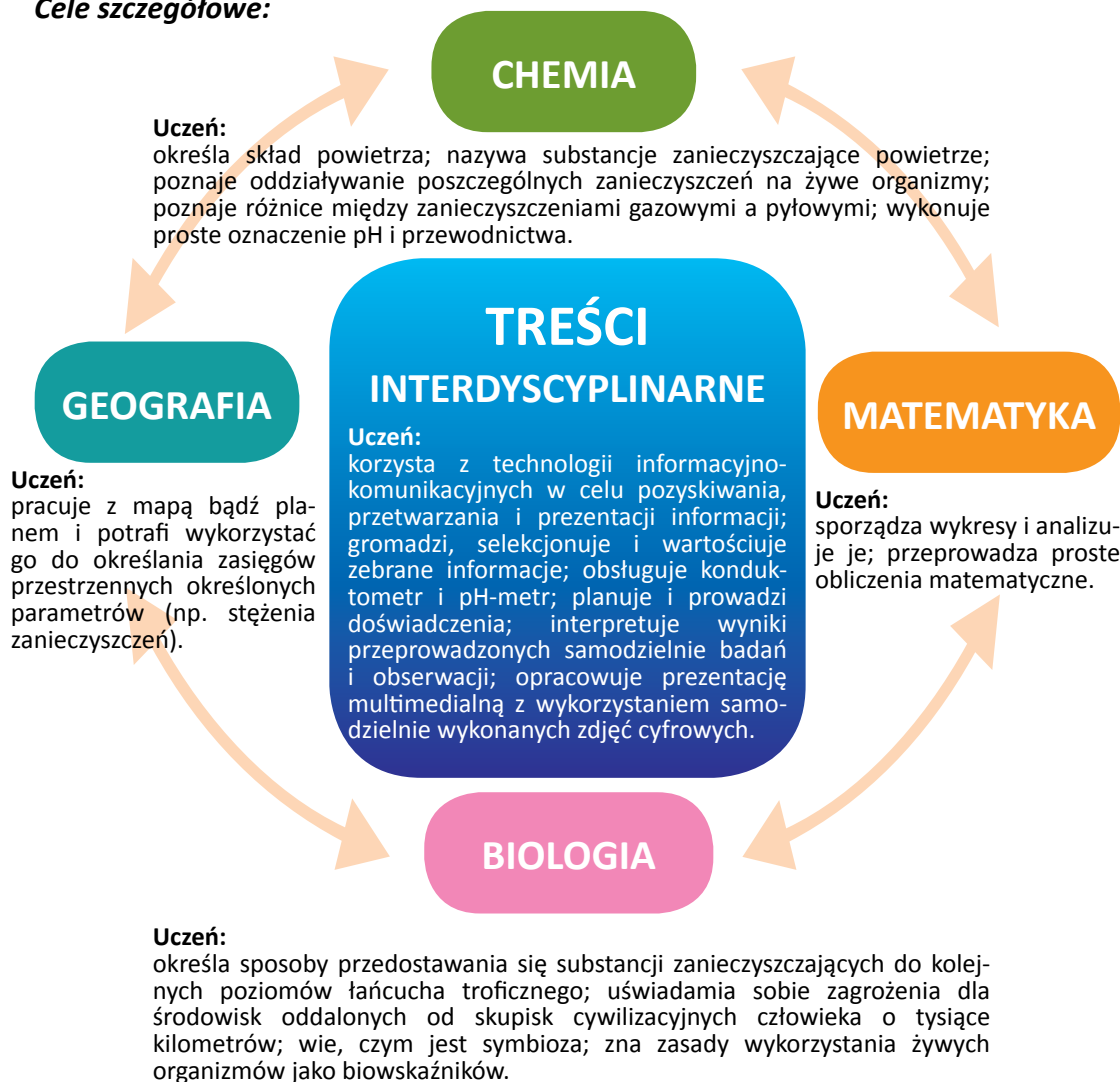 Cele szczegółowe:
CHEMIA
Uczeń:
określa skład powietrza; nazywa substancje zanieczyszczające powietrze;
poznaje oddziaływanie poszczególnych zanieczyszczeń na żywe organizmy;
poznaje różnice między zanieczyszczeniami gazowymi a pyłowymi; wykonuje
proste oznaczenie pH i przewodnictwa.
GEOGRAFIA
Uczeń:
pracuje z mapą bądź pla-
nem i potrafi wykorzystać
go do określania zasięgów
przestrzennych określonych
parametrów (np. stężenia
zanieczyszczeń).
TREŚCI
INTERDYSCYPLINARNE
Uczeń:
korzysta z technologii informacyjno-
komunikacyjnych w celu pozyskiwania,
przetwarzania i prezentacji informacji;
gromadzi, selekcjonuje i wartościuje
zebrane informacje; obsługuje konduk-
tometr i pH-metr; planuje i prowadzi
doświadczenia; interpretuje wyniki
przeprowadzonych samodzielnie badań
i obserwacji; opracowuje prezentację
multimedialną z wykorzystaniem samo-
dzielnie wykonanych zdjęć cyfrowych.
MATEMATYKA
Uczeń:
sporządza wykresy i analizu-
je je; przeprowadza proste
obliczenia matematyczne.
BIOLOGIA
Uczeń:
określa sposoby przedostawania się substancji zanieczyszczających do kolej-
nych poziomów łańcucha troficznego; uświadamia sobie zagrożenia dla
środowisk oddalonych od skupisk cywilizacyjnych człowieka o tysiące
kilometrów; wie, czym jest symbioza; zna zasady wykorzystania żywych
organizmów jako biowskaźników.